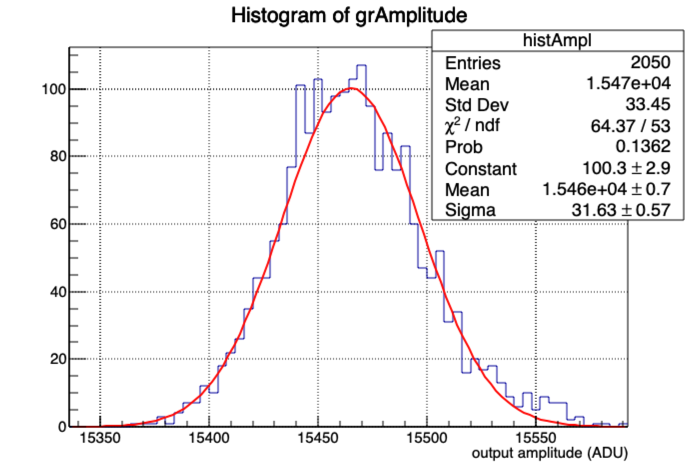 Histogram of grAmplitude
histAmpl
Entries 2050
Mean 1.547e+04
Std Dev 33.45
χ² / ndf 64.37 / 53
Prob 0.1362
Constant 100.3 ± 2.9
Mean 1.546e+04 ± 0.7
Sigma 31.63 ± 0.57
100
80
60
40
20
0
15350 15400 15450 15500 15550
output amplitude (ADU)